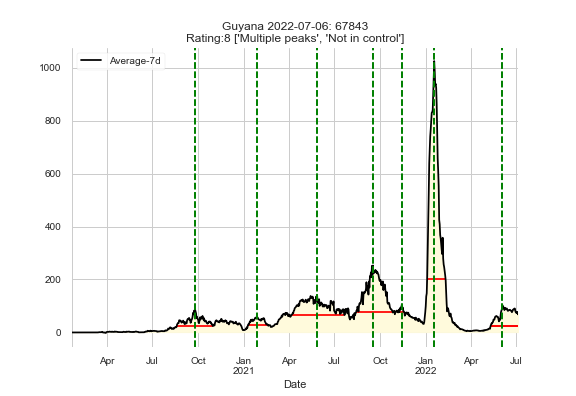 Guyana 2022-07-06: 67843
Rating:8 ['Multiple peaks', 'Not in control']
Average-7d
1000
800
600
400
200
0
Apr Jul Oct Jan Apr Jul Oct Jan Apr Jul
2021 2022
Date